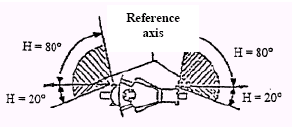 Reference
axis
H = 80°
H = 80°
H = 20°
H = 20°